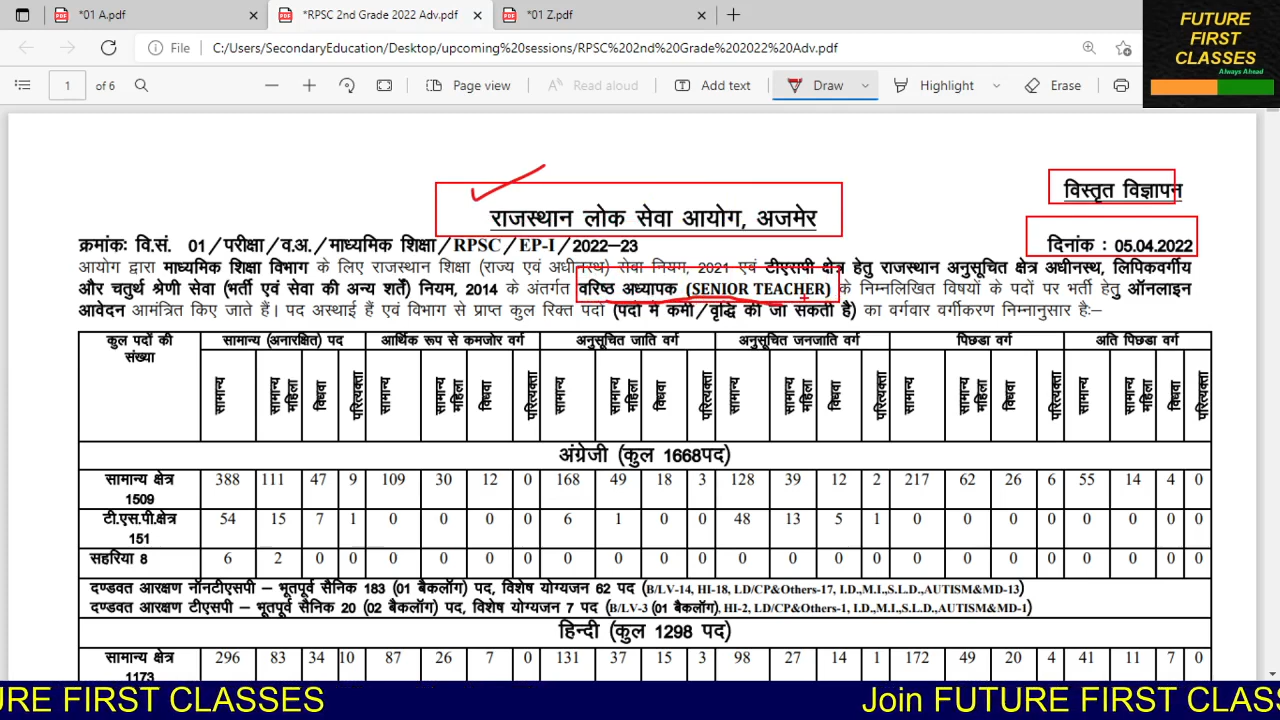 *01 A.pdf
*RPSC 2nd Grade 2022 Adv.pdf
*01 Z.pdf
File C:/Users/SecondaryEducation/Desktop/upcoming%20sessions/RPSC%202nd%20Grade%202022%20Adv.pdf
1 of 6 Page view Read aloud Add text Draw Highlight Erase
FUTURE
FIRST
CLASSES
Always Ahead
विस्तृत विज्ञापन
राजस्थान लोक सेवा आयोग, अजमेर
क्रमांकः वि.सं. 01/परीक्षा/व.अ./माध्यमिक शिक्षा/RPSC/EP-I/2022-23 दिनांक : 05.04.2022
आयोग द्वारा माध्यमिक शिक्षा विभाग के लिए राजस्थान शिक्षा (राज्य एवं अधीनस्थ) सेवा नियम, 2021 एवं टीएसपी क्षेत्र हेतु राजस्थान अनुसूचित क्षेत्र अधीनस्थ, लिपिकवर्गीय
और चतुर्थ श्रेणी सेवा (भर्ती एवं सेवा की अन्य शर्तें) नियम, 2014 के अंतर्गत वरिष्ठ अध्यापक (SENIOR TEACHER) के निम्नलिखित विषयों के पदों पर भर्ती हेतु ऑनलाइन
आवेदन आमंत्रित किए जाते हैं। पद अस्थाई हैं एवं विभाग से प्राप्त कुल रिक्त पदों (पदों में कमी/वृद्धि की जा सकती है) का वर्गवार वर्गीकरण निम्नानुसार हैः–
कुल पदों की संख्या सामान्य (अनारक्षित) पद आर्थिक रूप से कमजोर वर्ग अनुसूचित जाति वर्ग अनुसूचित जनजाति वर्ग पिछडा वर्ग अति पिछडा वर्ग
सामान्य सामान्य महिला विधवा परित्यक्ता सामान्य सामान्य महिला विधवा परित्यक्ता सामान्य सामान्य महिला विधवा परित्यक्ता सामान्य सामान्य महिला विधवा परित्यक्ता सामान्य सामान्य महिला विधवा परित्यक्ता सामान्य सामान्य महिला विधवा परित्यक्ता
अंग्रेजी (कुल 1668पद)
सामान्य क्षेत्र 388 111 47 9 109 30 12 0 168 49 18 3 128 39 12 2 217 62 26 6 55 14 4 0
1509
टी.एस.पी.क्षेत्र 54 15 7 1 0 0 0 0 6 1 0 0 48 13 5 1 0 0 0 0 0 0 0 0
151
सहरिया 8 6 2 0 0 0 0 0 0 0 0 0 0 0 0 0 0 0 0 0 0 0 0 0 0
दण्डवत आरक्षण नॉनटीएसपी – भूतपूर्व सैनिक 183 (01 बैकलॉग) पद, विशेष योग्यजन 62 पद (B/LV-14, HI-18, LD/CP&Others-17, I.D.,M.I.,S.L.D.,AUTISM&MD-13)
दण्डवत आरक्षण टीएसपी – भूतपूर्व सैनिक 20 (02 बैकलॉग) पद, विशेष योग्यजन 7 पद (B/LV-3 (01 बैकलॉग), HI-2, LD/CP&Others-1, I.D.,M.I.,S.L.D.,AUTISM&MD-1)
हिन्दी (कुल 1298 पद)
सामान्य क्षेत्र 296 83 34 10 87 26 7 0 131 37 15 3 98 27 14 1 172 49 20 4 41 11 7 0
1173
URE FIRST CLASSES Join FUTURE FIRST CLASS